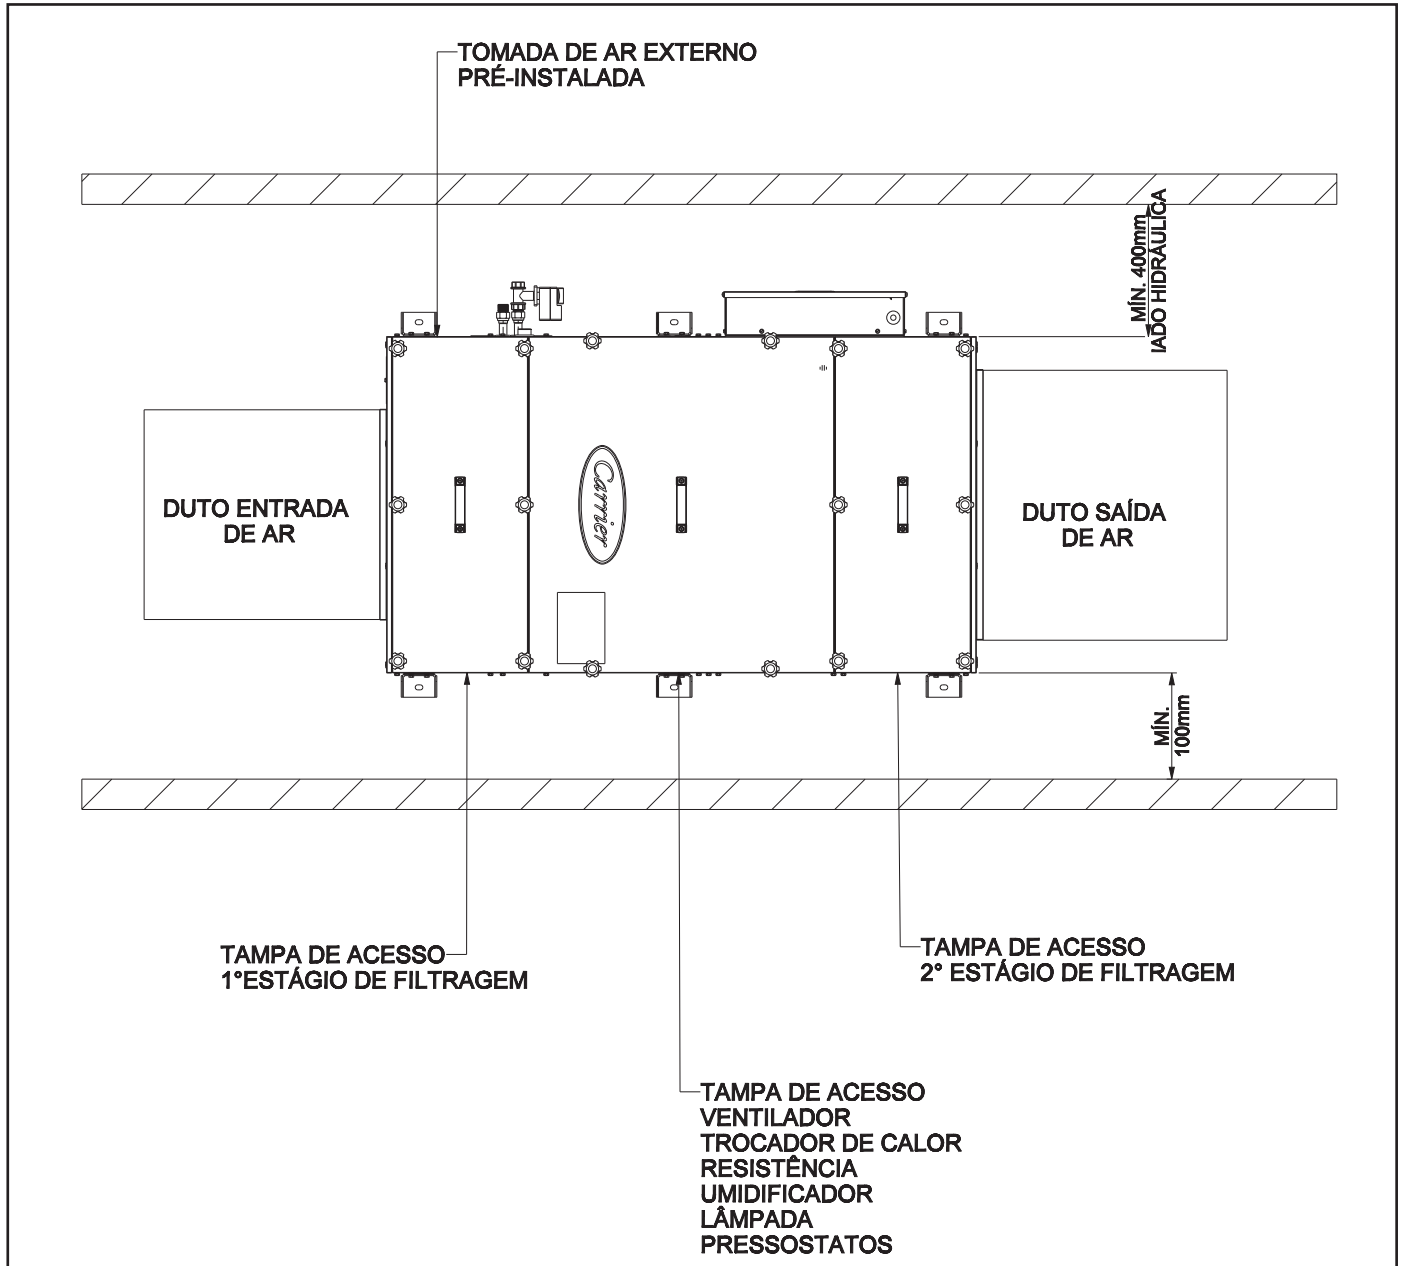 TOMADA DE AR EXTERNO
PRÉ-INSTALADA
MÍN. 400mm
lADO HIDRÁULICA
DUTO ENTRADA
DE AR
Carrier
DUTO SAÍDA
DE AR
MÍN.
100mm
TAMPA DE ACESSO
1°ESTÁGIO DE FILTRAGEM
TAMPA DE ACESSO
2° ESTÁGIO DE FILTRAGEM
TAMPA DE ACESSO
VENTILADOR
TROCADOR DE CALOR
RESISTÊNCIA
UMIDIFICADOR
LÂMPADA
PRESSOSTATOS